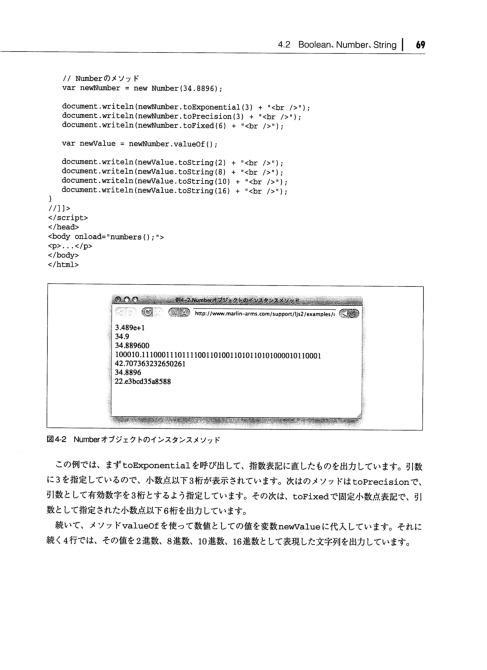 4.2 Boolean、Number、String | 69
// Numberのメソッド
var newNumber = new Number(34.8896);
document.writeln(newNumber.toExponential(3) + "<br />");
document.writeln(newNumber.toPrecision(3) + "<br />");
document.writeln(newNumber.toFixed(6) + "<br />");
var newValue = newNumber.valueOf();
document.writeln(newValue.toString(2) + "<br />");
document.writeln(newValue.toString(8) + "<br />");
document.writeln(newValue.toString(10) + "<br />");
document.writeln(newValue.toString(16) + "<br />");
}
//]]>
</script>
</head>
<body onload="numbers();">
<p>...</p>
</body>
</html>
例4-2.Numberオブジェクトのインスタンスメソッド
http://www.marlin-arms.com/support/ljs2/examples/
3.489e+1
34.9
34.889600
42.707363232650261
34.8896
22.e3bcd35a8588
図4-2 Numberオブジェクトのインスタンスメソッド
この例では、まずtoExponentialを呼び出して、指数表記に直したものを出力しています。引数
に3を指定しているので、小数点以下3桁が表示されています。次はのメソッドはtoPrecisionで、
引数として有効数字を3桁とするよう指定しています。その次は、toFixedで固定小数点表記で、引
数として指定された小数点以下6桁を出力しています。
続いて、メソッドvalueOfを使って数値としての値を変数newValueに代入しています。それに
続く4行では、その値を2進数、8進数、10進数、16進数として表現した文字列を出力しています。